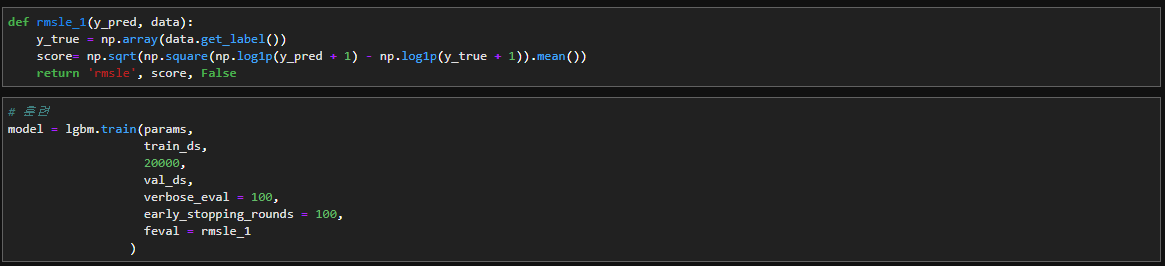 def rmsle_1(y_pred, data):
    y_true = np.array(data.get_label())
    score= np.sqrt(np.square(np.log1p(y_pred + 1) - np.log1p(y_true + 1)).mean())
    return 'rmsle', score, False
# 훈련
model = lgbm.train(params,
                   train_ds,
                   20000,
                   val_ds,
                   verbose_eval = 100,
                   early_stopping_rounds = 100,
                   feval = rmsle_1
                 )